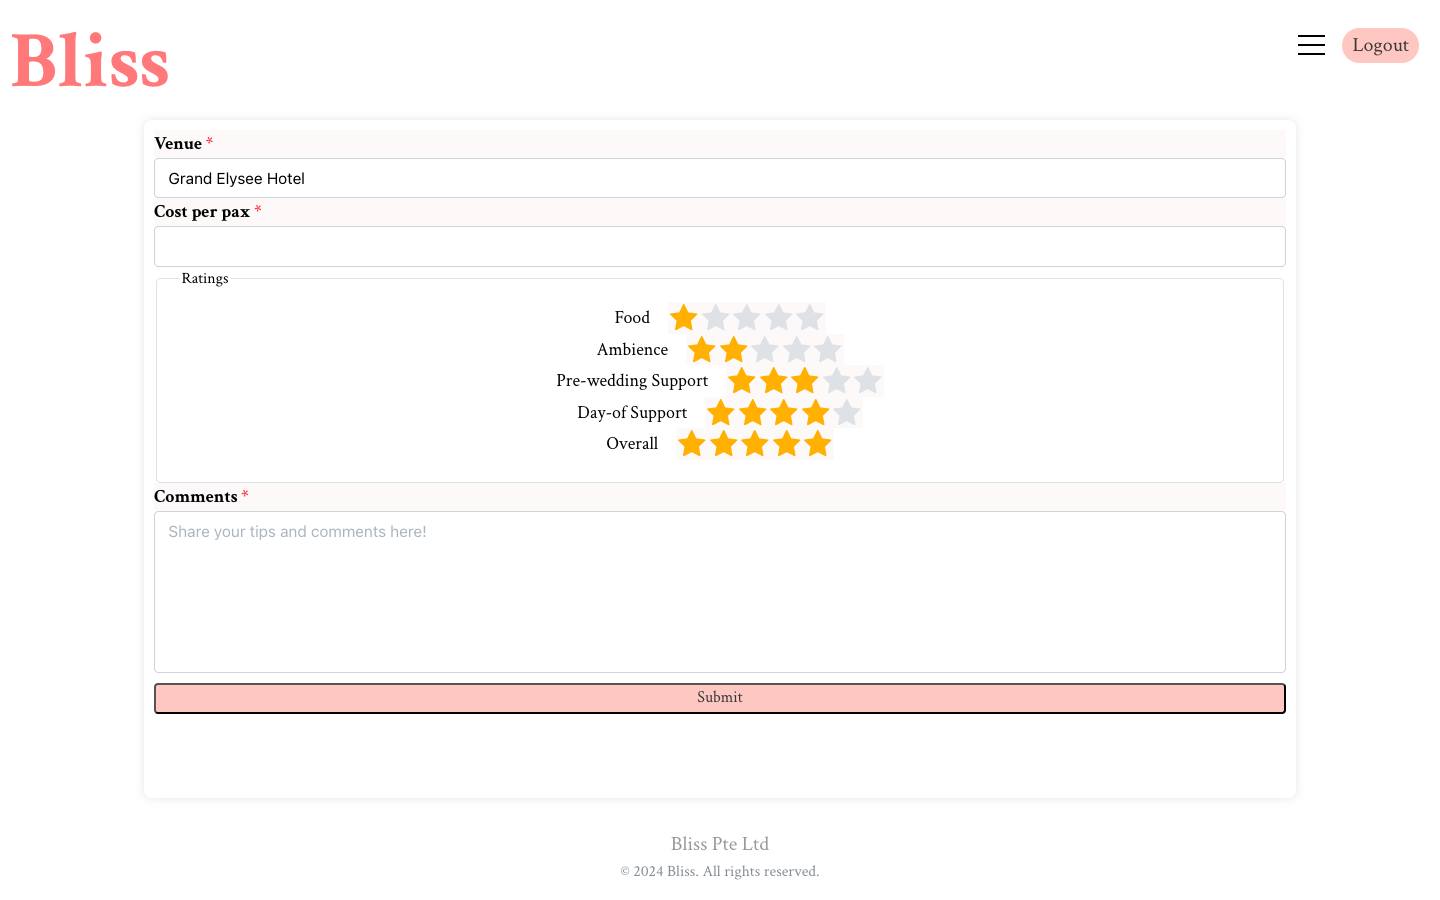 Bliss
Logout
Venue *
Grand Elysee Hotel
Cost per pax *
Ratings
Food
Ambience
Pre-wedding Support
Day-of Support
Overall
Comments *
Share your tips and comments here!
Submit
Bliss Pte Ltd
© 2024 Bliss. All rights reserved.